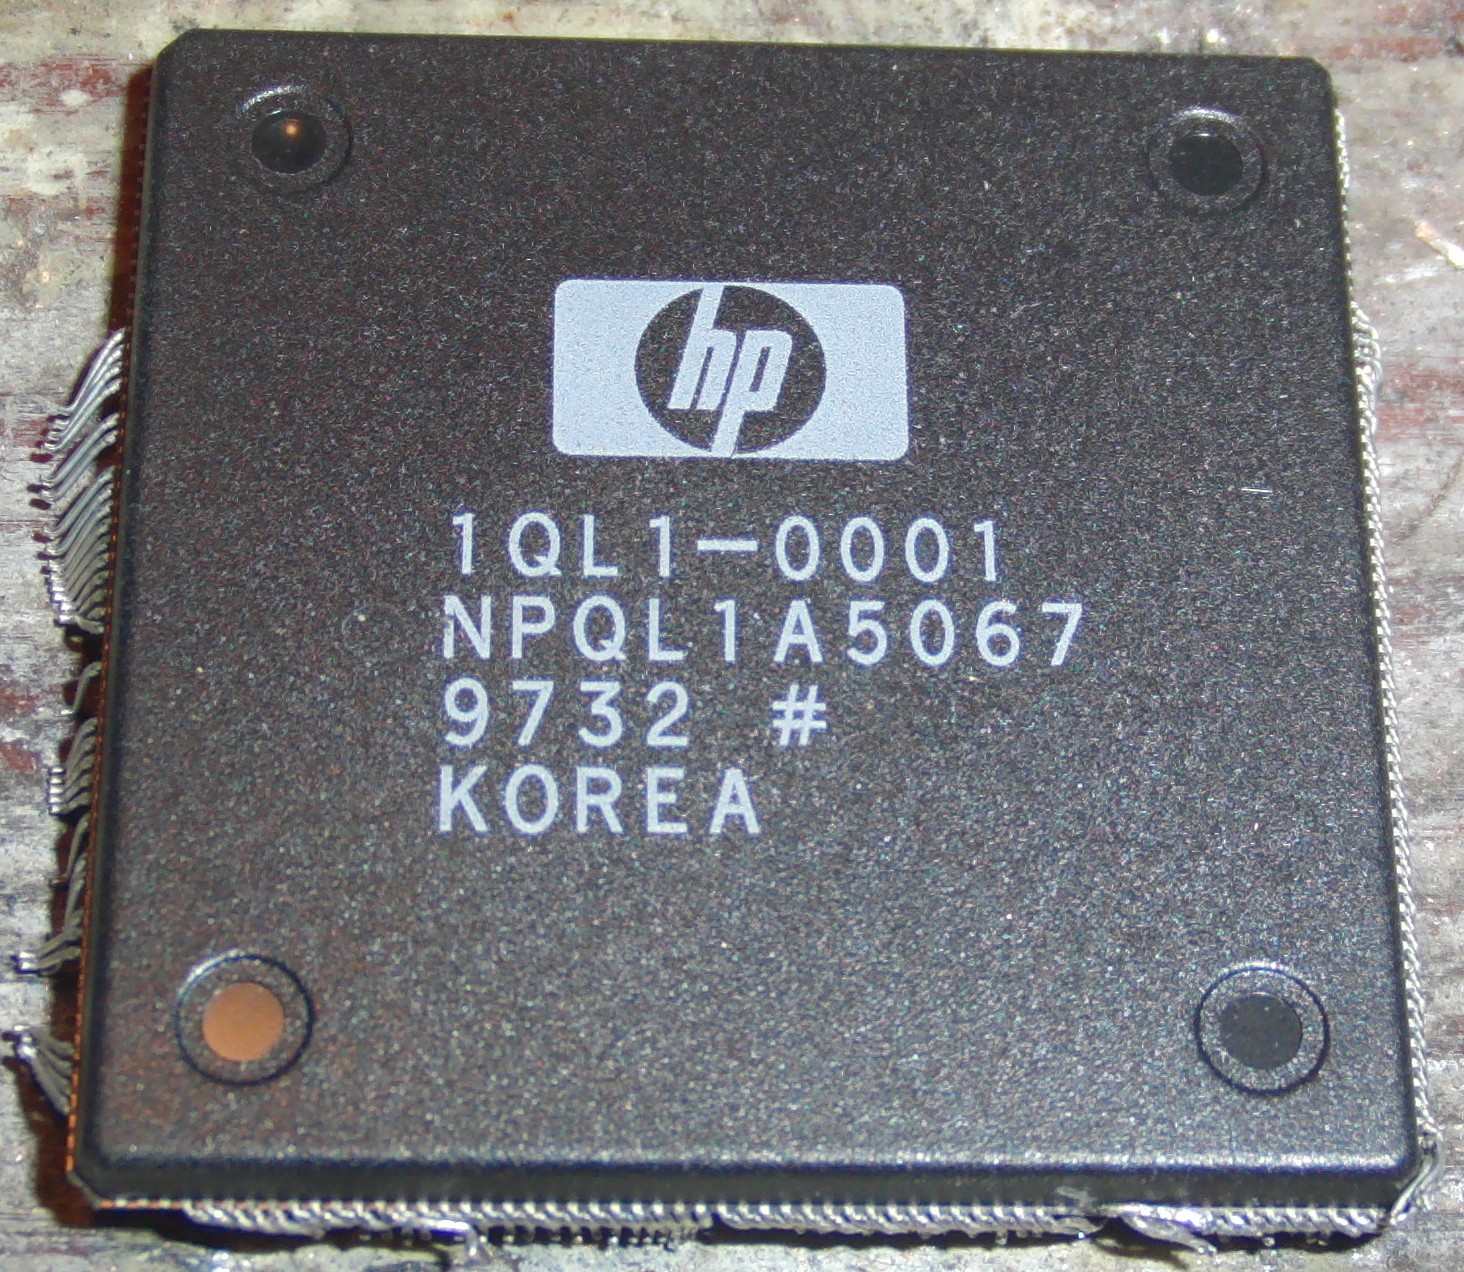 hp
1QL1-0001
NPQL1A5067
9732 #
KOREA